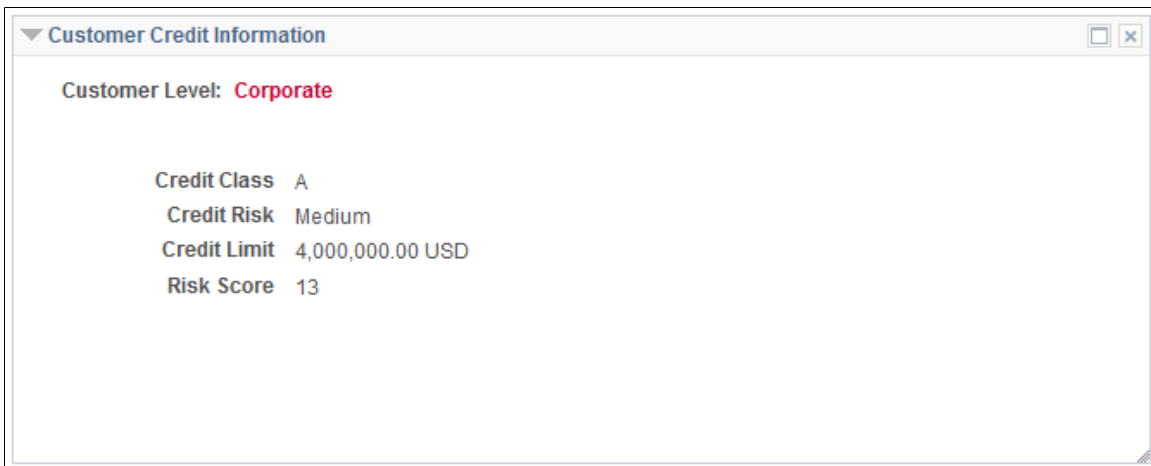 Customer Credit Information
Customer Level: Corporate
Credit Class A
Credit Risk Medium
Credit Limit 4,000,000.00 USD
Risk Score 13